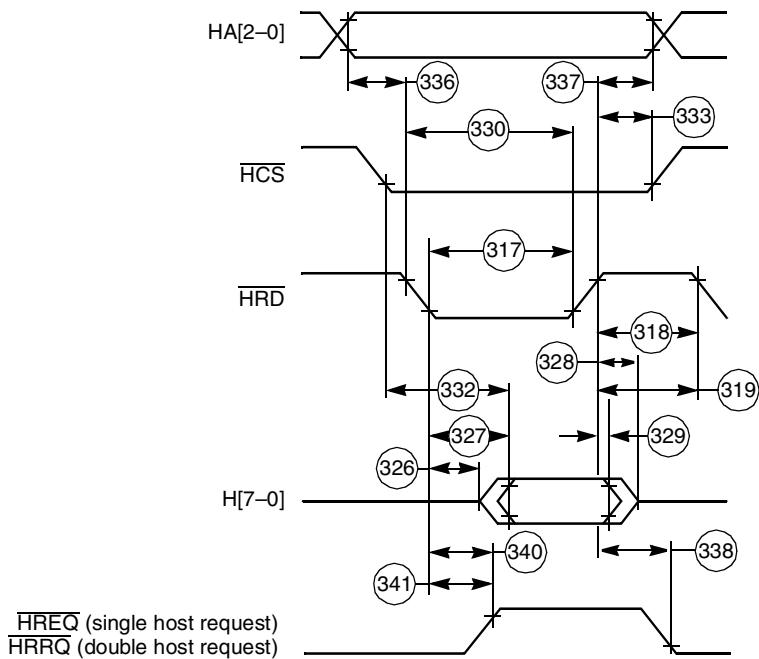 HA[2–0]
336
337
333
330
HCS
317
HRD
318
328
332
319
327
329
326
H[7–0]
340
338
341
HREQ (single host request)
HRRQ (double host request)